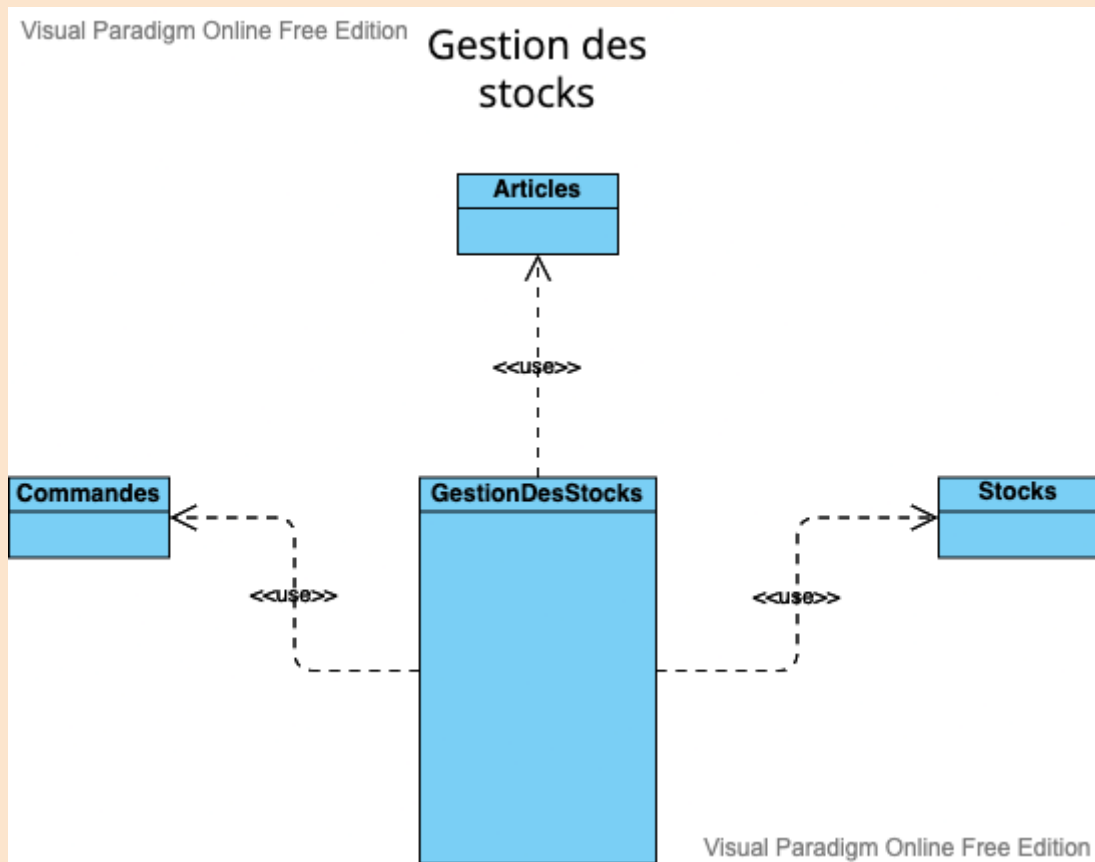 Visual Paradigm Online Free Edition
Gestion des
stocks
Articles
<<use>>
Commandes
GestionDesStocks
Stocks
<<use>>
<<use>>
Visual Paradigm Online Free Edition